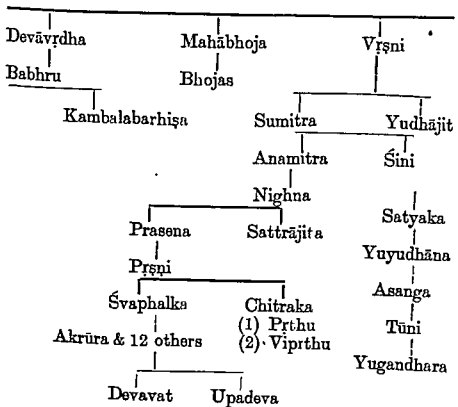 Devāvṛdha Mahābhoja Vṛṣni
Babhru Bhojas
Kambalabarhiṣa Sumitra Yudhājit
Anamitra Śini
Nighna
Satyaka
Prasena Sattrājita
Yuyudhāna
Pṛṣṇi
Asanga
Śvaphalka Chitraka
(1) Pṛthu
Tūni
Akrūra & 12 others (2) Vipṛthu
Yugandhara
Devavat Upadeva